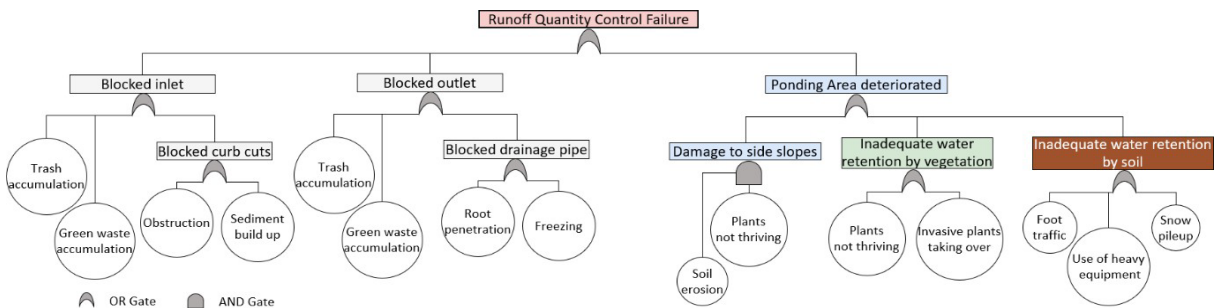 Runoff Quantity Control Failure
Blocked inlet
Blocked outlet
Ponding Area deteriorated
Trash
accumulation
Green waste
accumulation
Blocked curb cuts
Obstruction
Sediment
build up
Trash
accumulation
Green waste
accumulation
Blocked drainage pipe
Root
penetration
Freezing
Damage to side slopes
Soil
erosion
Plants
not thriving
Inadequate water
retention by vegetation
Plants
not thriving
Invasive plants
taking over
Inadequate water retention
by soil
Foot
traffic
Use of heavy
equipment
Snow
pileup
OR Gate
AND Gate